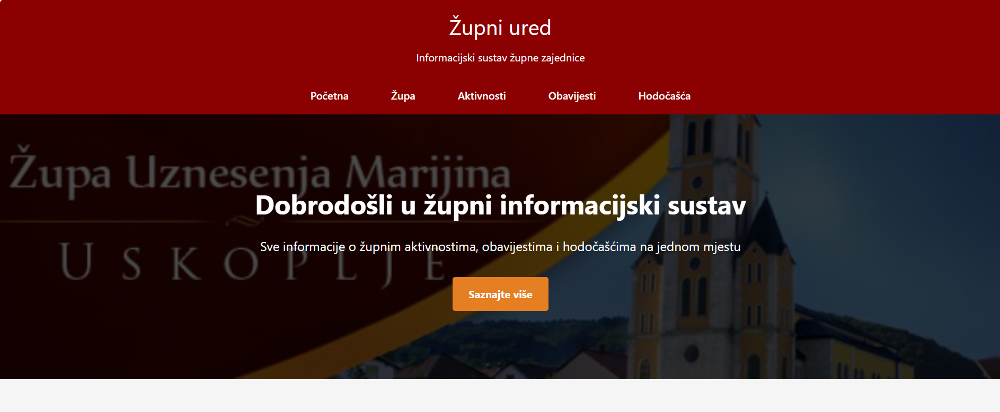 Župni ured
Informacijski sustav župne zajednice
Početna Župa Aktivnosti Obavijesti Hodočašća
Župa Uznesenja Marijina
Dobrodošli u župni informacijski sustav
Sve informacije o župnim aktivnostima, obavijestima i hodočašćima na jednom mjestu
USKOPLJE
Saznajte više